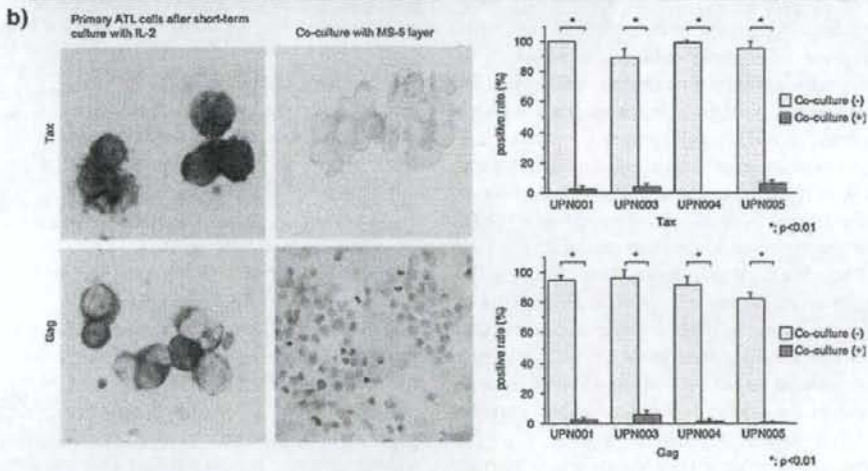 b)
Primary ATL cells after short-term
culture with IL-2
Co-culture with MS-5 layer
Tax
Gag
positive rate (%)
100
80
60
40
20
0
UPN001 UPN003 UPN004 UPN005
Tax
*; p<0.01
* * * *
Co-culture (-)
Co-culture (+)
positive rate (%)
100
80
60
40
20
0
UPN001 UPN003 UPN004 UPN005
Gag
*; p<0.01
* * * *
Co-culture (-)
Co-culture (+)